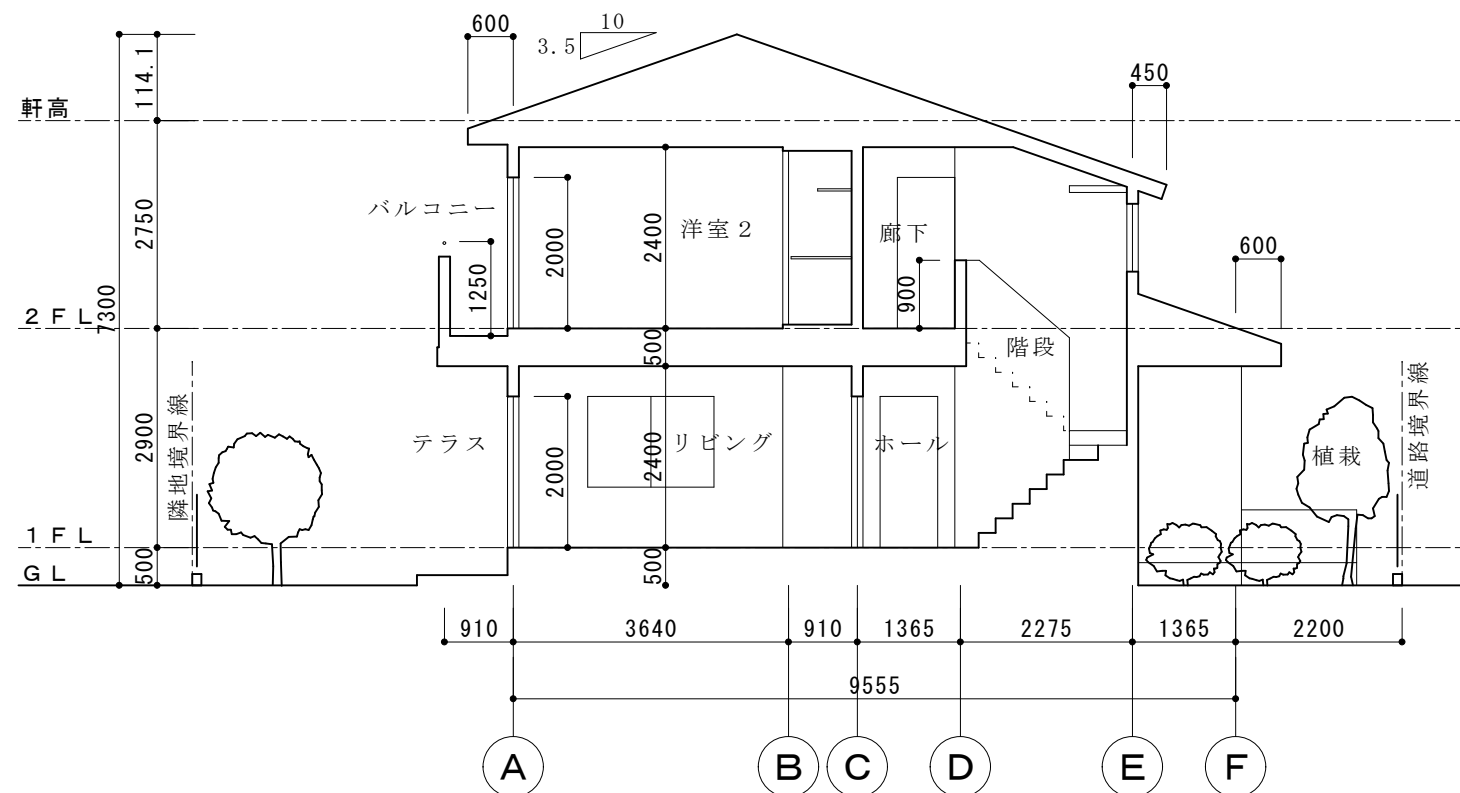 600
10
3.5
450
114.1
軒高
2750
バルコニー
2000
2400
洋室２
廊下
1250
900
600
7300
２ＦＬ
500
階段
隣地境界線
2900
テラス
2000
リビング
2400
ホール
植栽
道路境界線
１ＦＬ
500
500
ＧＬ
910
3640
910
1365
2275
1365
2200
9555
A
B
C
D
E
F